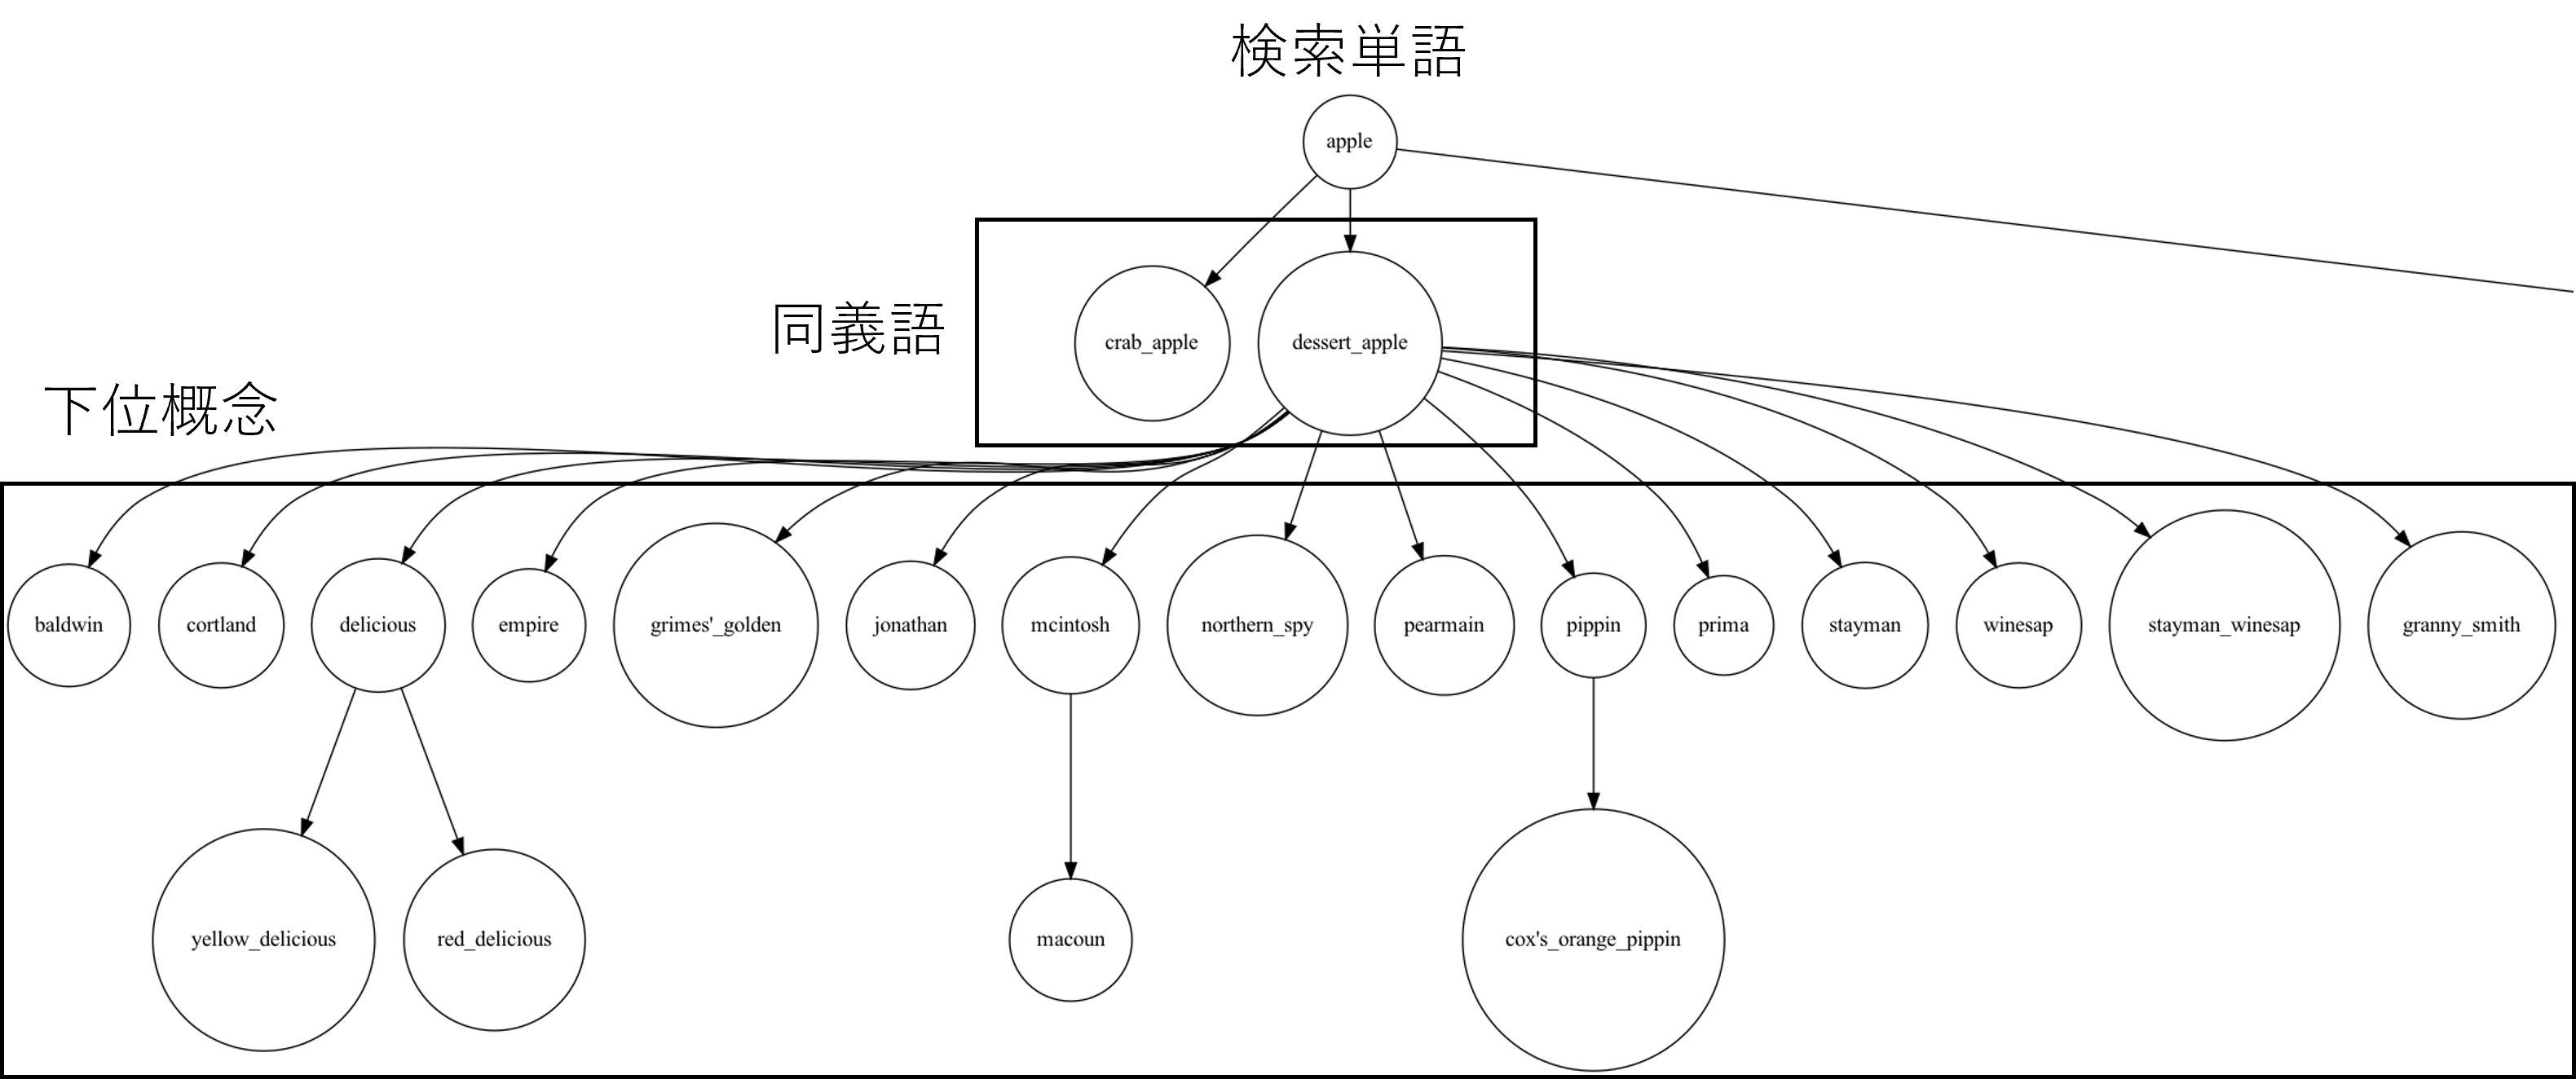 検索単語
apple
同義語
crab_apple
dessert_apple
下位概念
baldwin
cortland
delicious
empire
grimes'_golden
jonathan
mcintosh
northern_spy
pearmain
pippin
prima
stayman
winesap
stayman_winesap
granny_smith
yellow_delicious
red_delicious
macoun
cox's_orange_pippin